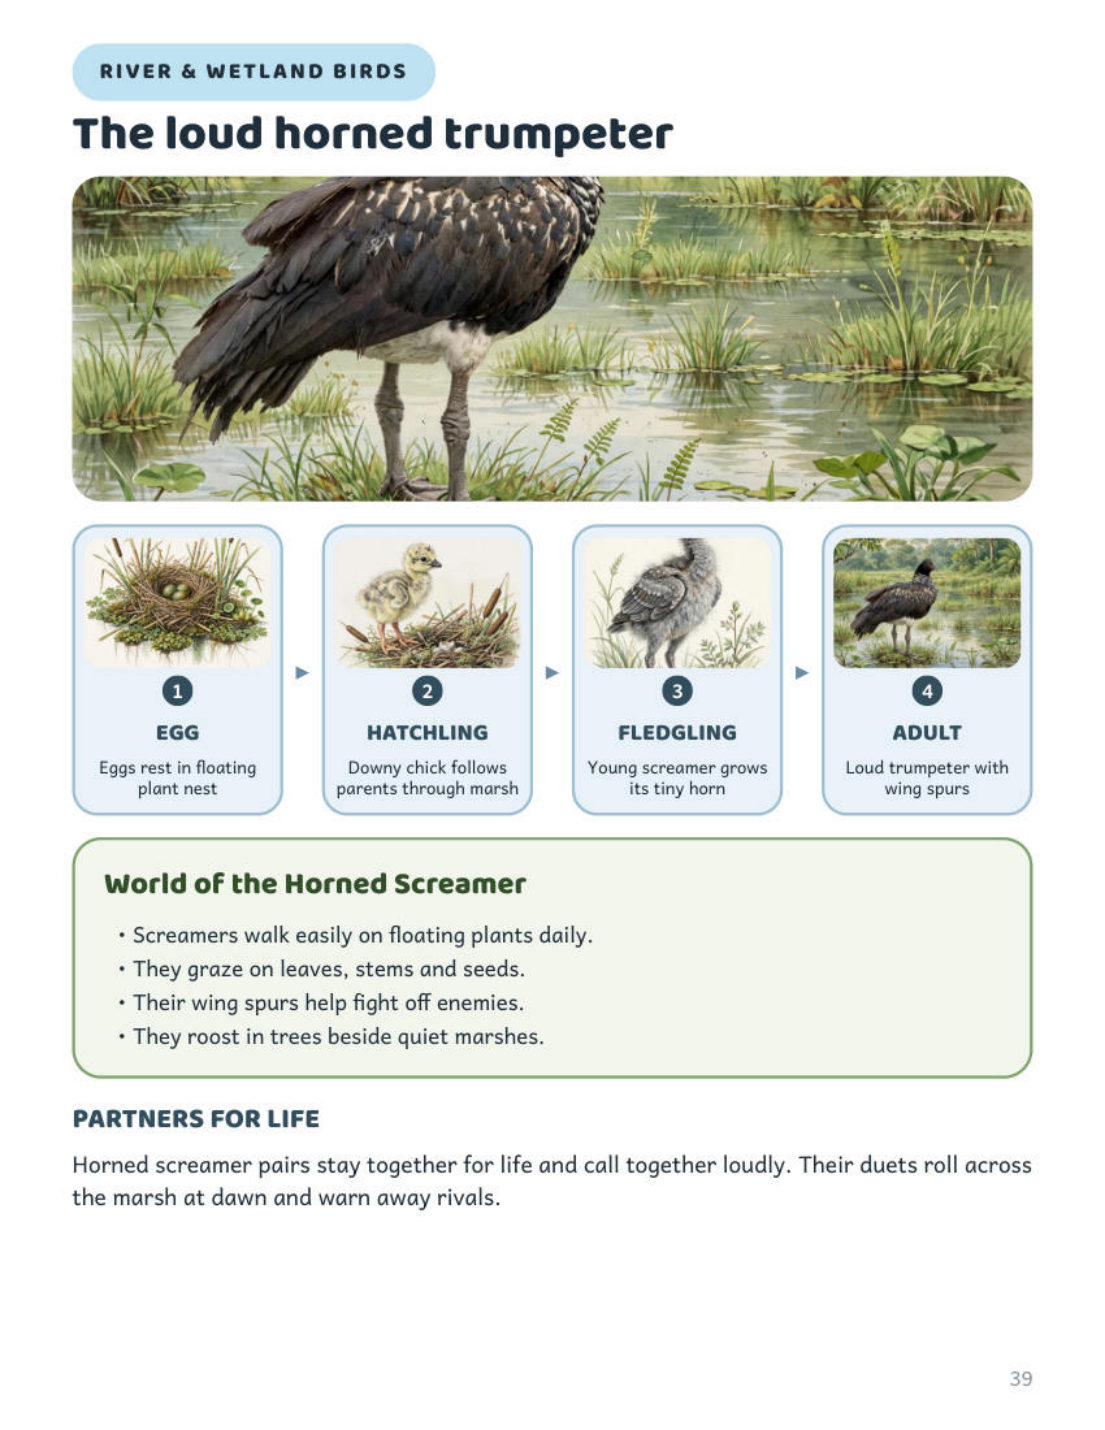 RIVER & WETLAND BIRDS
The loud horned trumpeter
1
EGG
Eggs rest in floating
plant nest
2
HATCHLING
Downy chick follows
parents through marsh
3
FLEDGLING
Young screamer grows
its tiny horn
4
ADULT
Loud trumpeter with
wing spurs
World of the Horned Screamer
• Screamers walk easily on floating plants daily.
• They graze on leaves, stems and seeds.
• Their wing spurs help fight off enemies.
• They roost in trees beside quiet marshes.
PARTNERS FOR LIFE
Horned screamer pairs stay together for life and call together loudly. Their duets roll across
the marsh at dawn and warn away rivals.
39